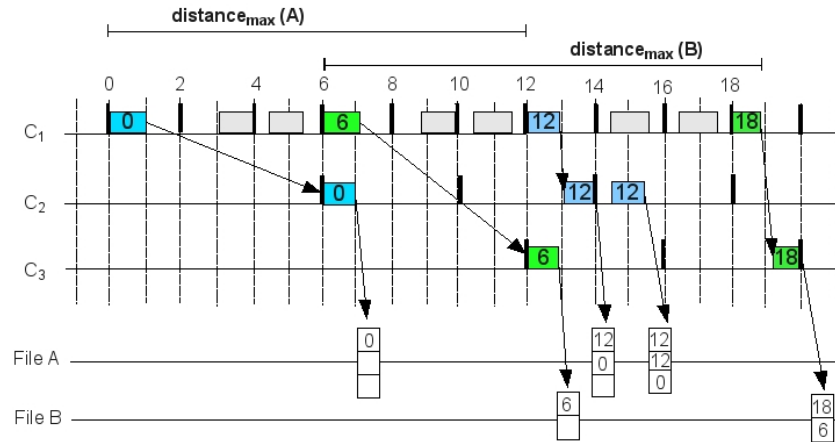 distancemax (A)
distancemax (B)
0 2 4 6 8 10 12 14 16 18
C1 0 6 12 18
C2 0 12 12
C3 6 18
File A 0 12 0 12 12 0
File B 6 18 6